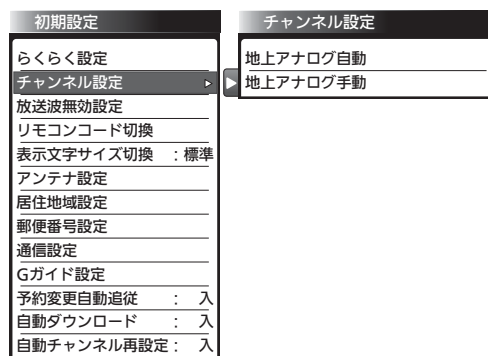 初期設定
らくらく設定
チャンネル設定
放送波無効設定
リモコンコード切換
表示文字サイズ切換 ：標準
アンテナ設定
居住地域設定
郵便番号設定
通信設定
Gガイド設定
予約変更自動追従 ： 入
自動ダウンロード ： 入
自動チャンネル再設定： 入
チャンネル設定
地上アナログ自動
地上アナログ手動